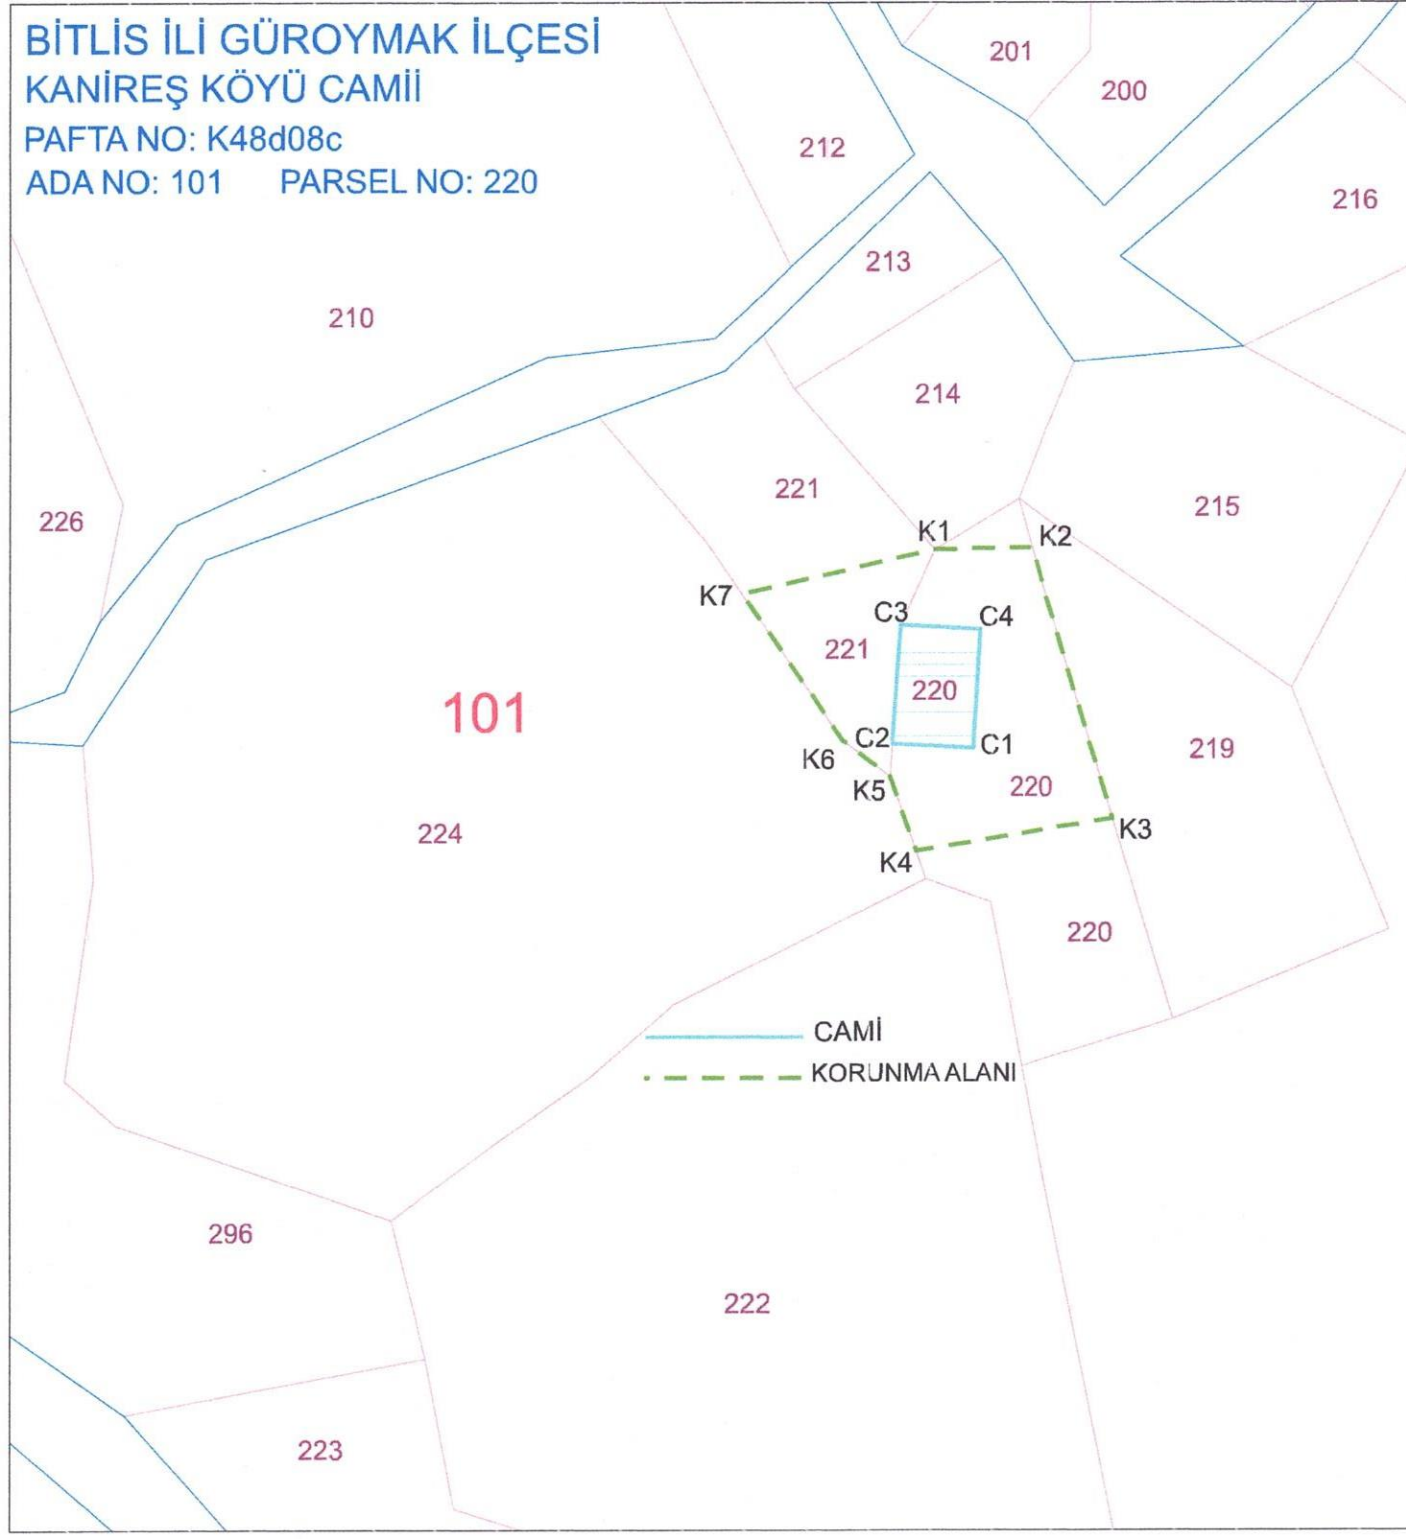 BİTLİS İLİ GÜROYMAK İLÇESİ
KANİREŞ KÖYÜ CAMİİ
PAFTA NO: K48d08c
ADA NO: 101 PARSEL NO: 220
201
200
212
216
213
210
214
221
215
226
K1
K2
K7
C3
C4
221
220
101
C2
C1
219
K6
K5
220
K3
224
K4
220
CAMİ
KORUNMA ALANI
296
222
223